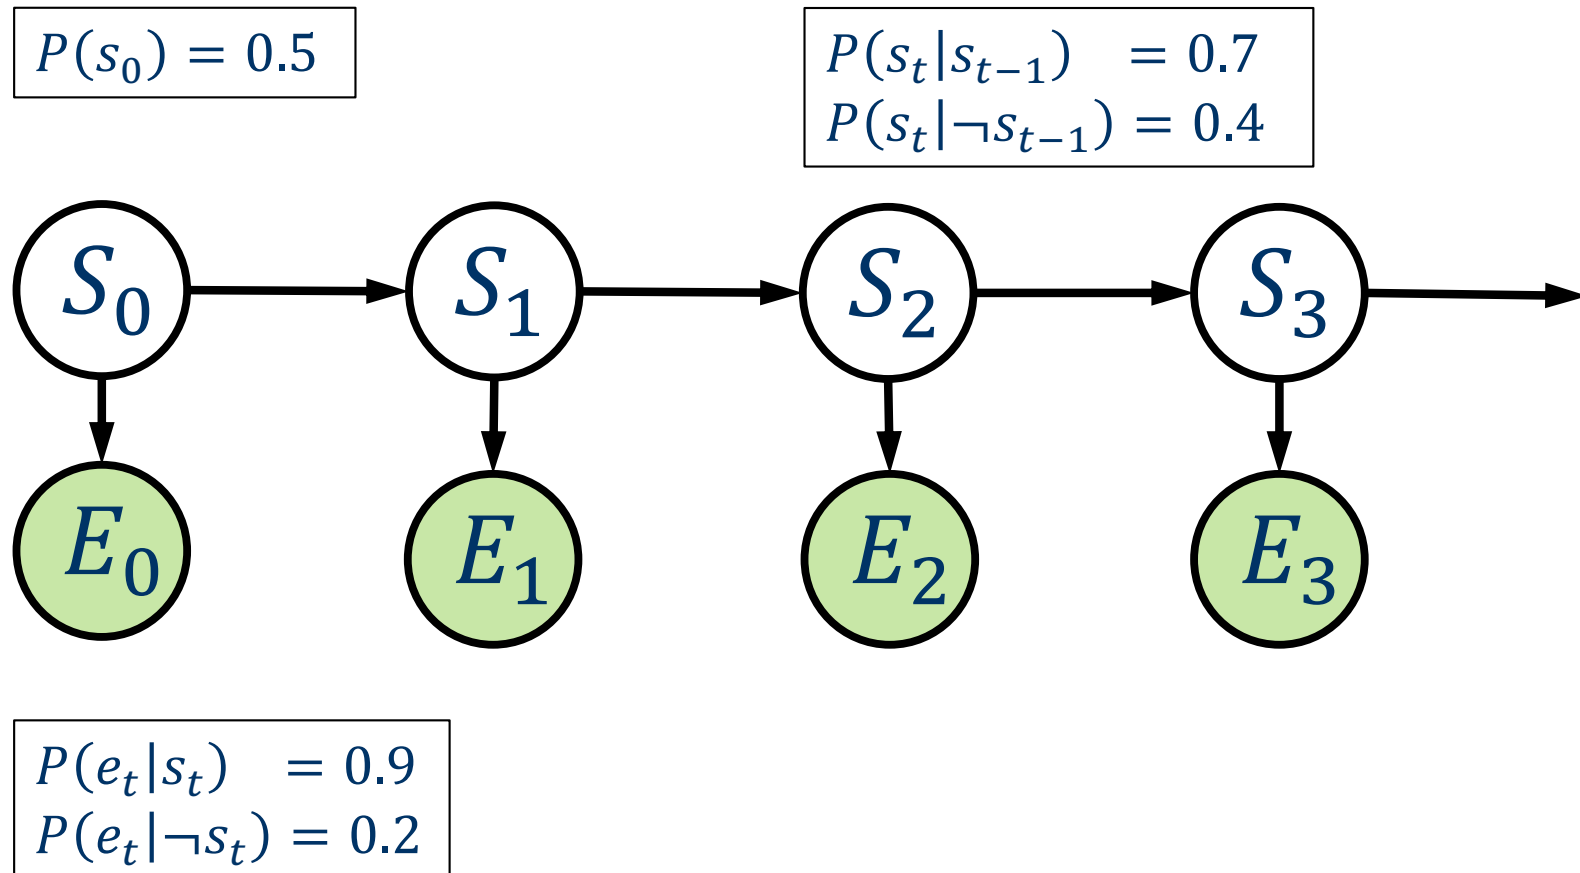 P(s₀) = 0.5
P(sₜ|sₜ₋₁) = 0.7
P(sₜ|¬sₜ₋₁) = 0.4
S₀ S₁ S₂ S₃
E₀ E₁ E₂ E₃
P(eₜ|sₜ) = 0.9
P(eₜ|¬sₜ) = 0.2